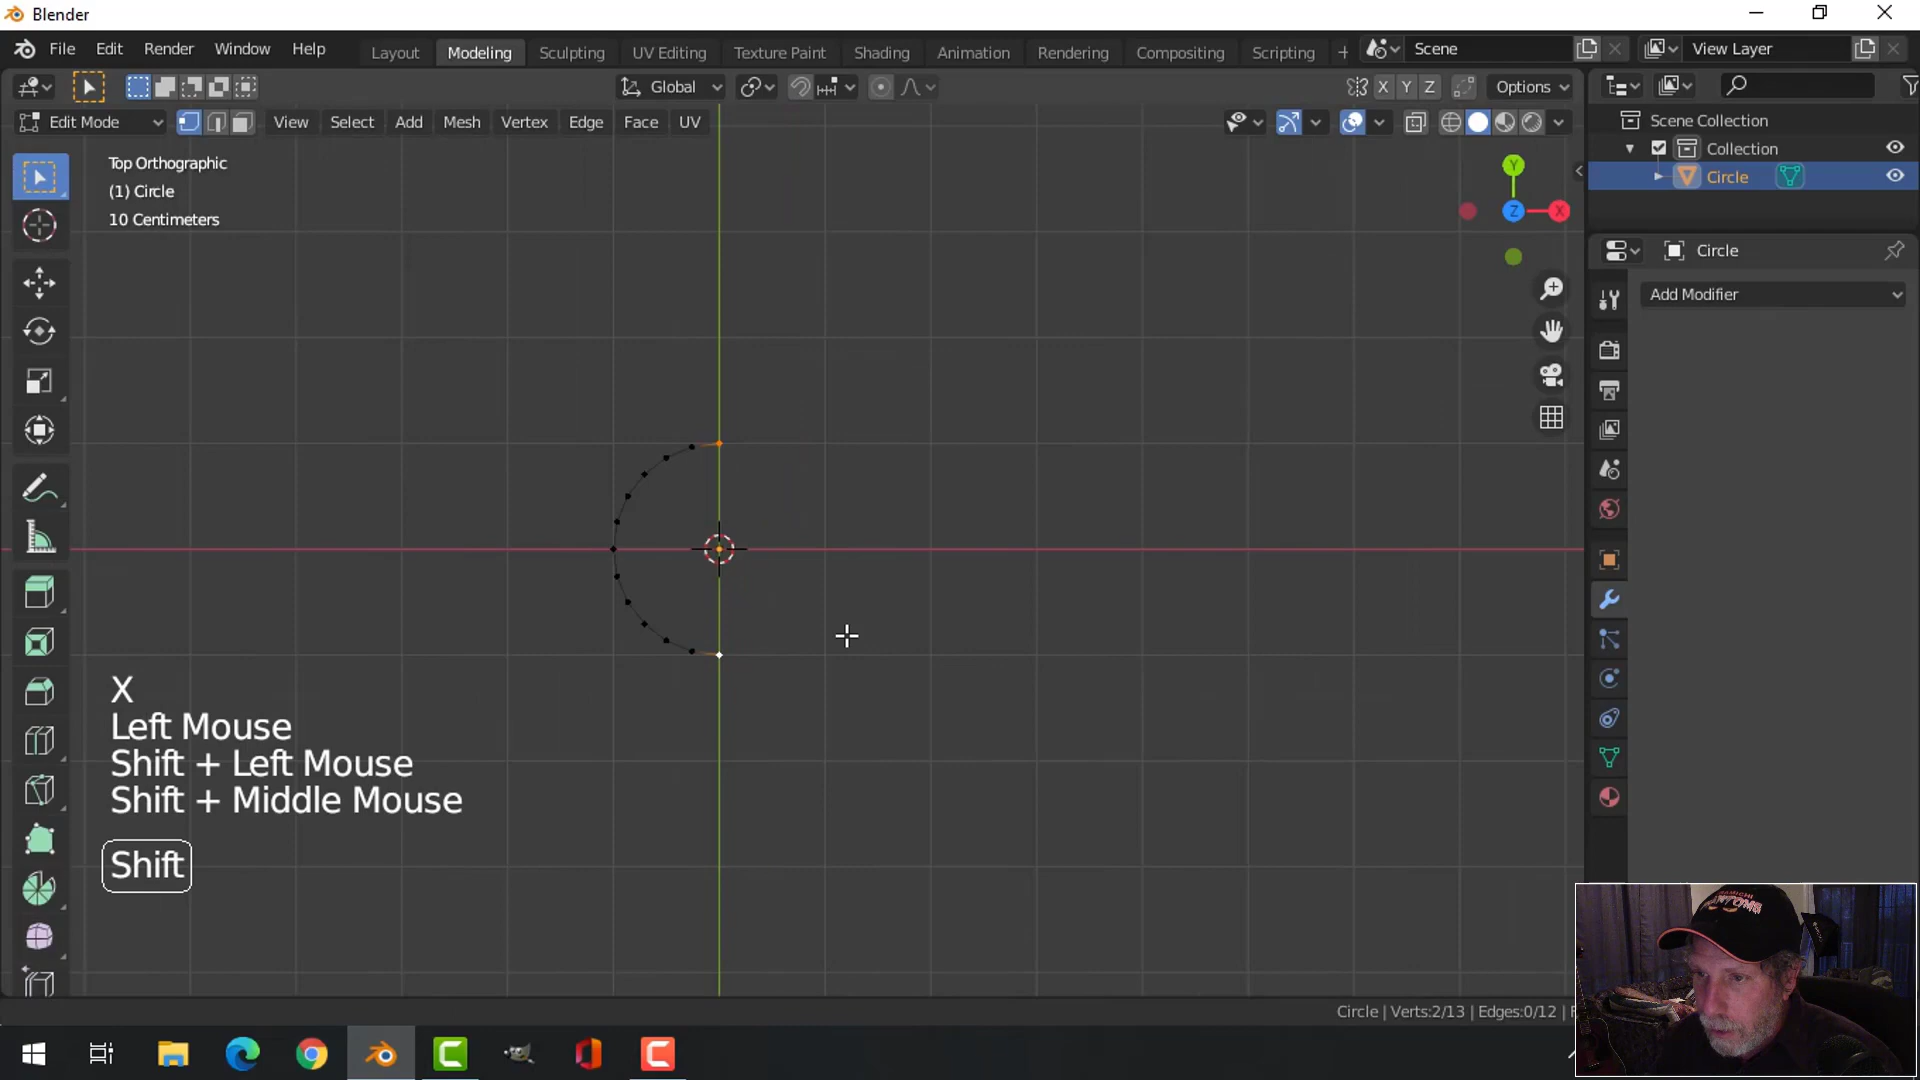 Blender
File Edit Render Window Help
Layout Modeling Sculpting UV Editing Texture Paint Shading Animation Rendering Compositing Scripting +
Scene
View Layer
Global
X Y Z
Options
Edit Mode
View Select Add Mesh Vertex Edge Face UV
Scene Collection
Collection
Circle
Top Orthographic
(1) Circle
10 Centimeters
Y
Z
X
Circle
Add Modifier
X
Left Mouse
Shift + Left Mouse
Shift + Middle Mouse
Shift
Circle | Verts:2/13 | Edges:0/12 | F